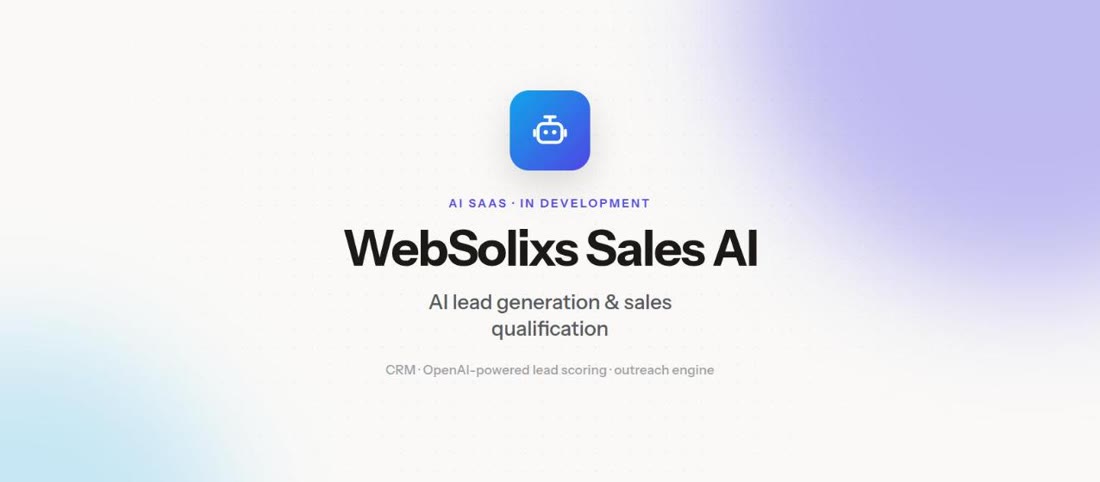 AI SAAS · IN DEVELOPMENT
WebSolixs Sales AI
AI lead generation & sales
qualification
CRM · OpenAI-powered lead scoring · outreach engine